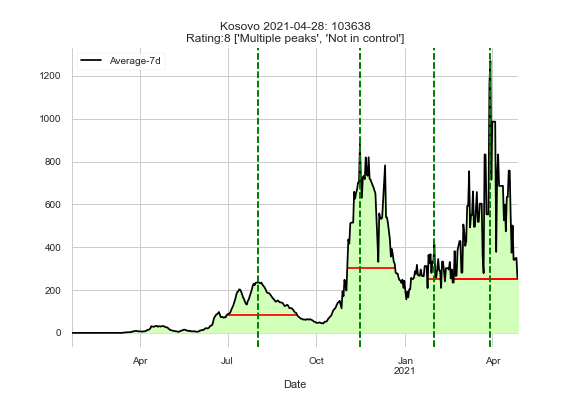 Kosovo 2021-04-28: 103638
Rating:8 ['Multiple peaks', 'Not in control']
Average-7d
1200
1000
800
600
400
200
0
Apr
Jul
Oct
Jan
2021
Apr
Date